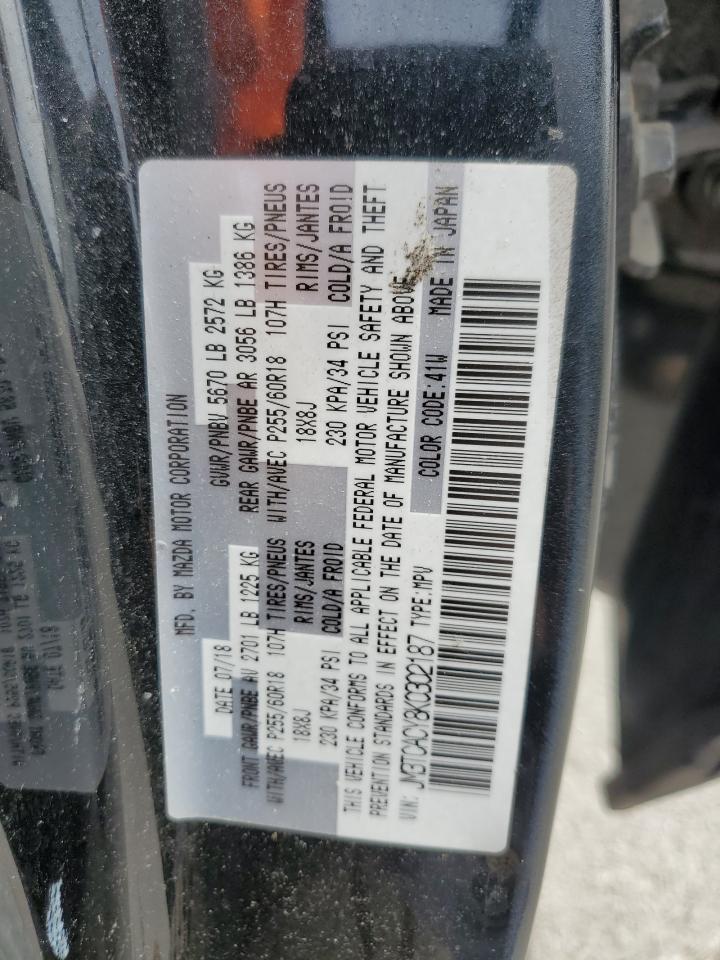 MFD. BY MAZDA MOTOR CORPORATION
DATE 07/18 GVWR/PNBV 5670 LB 2572 KG
FRONT GAWR/PNBE AV 2701 LB 1225 KG REAR GAWR/PNBE AR 3056 LB 1386 KG
WITH/AVEC P255/60R18 107H TIRES/PNEUS WITH/AVEC P255/60R18 107H TIRES/PNEUS
18X8J RIMS/JANTES 18X8J RIMS/JANTES
230 KPA/34 PSI COLD/A FROID 230 KPA/34 PSI COLD/A FROID
THIS VEHICLE CONFORMS TO ALL APPLICABLE FEDERAL MOTOR VEHICLE SAFETY AND THEFT
PREVENTION STANDARDS IN EFFECT ON THE DATE OF MANUFACTURE SHOWN ABOVE
VIN: JM3TCACY8K0302187 TYPE:MPV COLOR CODE:41W MADE IN JAPAN